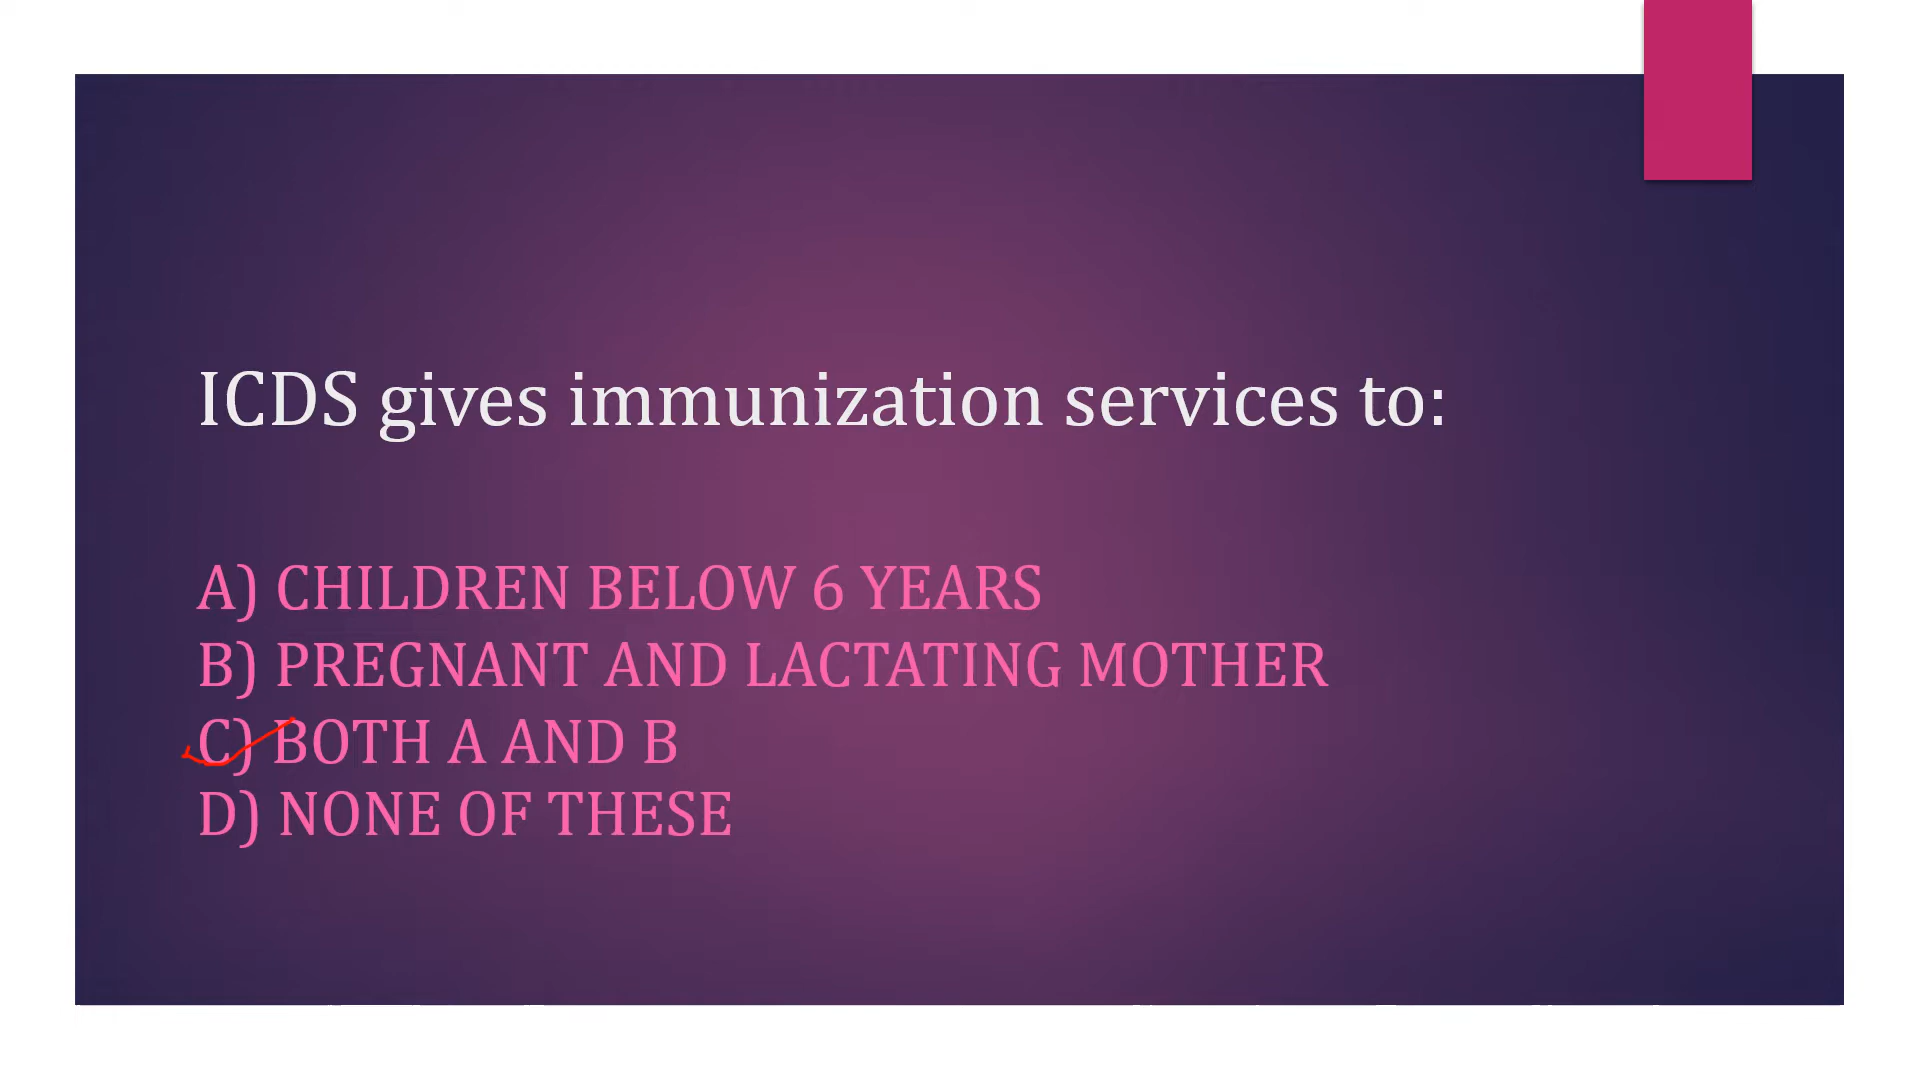 ICDS gives immunization services to:
A) CHILDREN BELOW 6 YEARS
B) PREGNANT AND LACTATING MOTHER
C) BOTH A AND B
D) NONE OF THESE